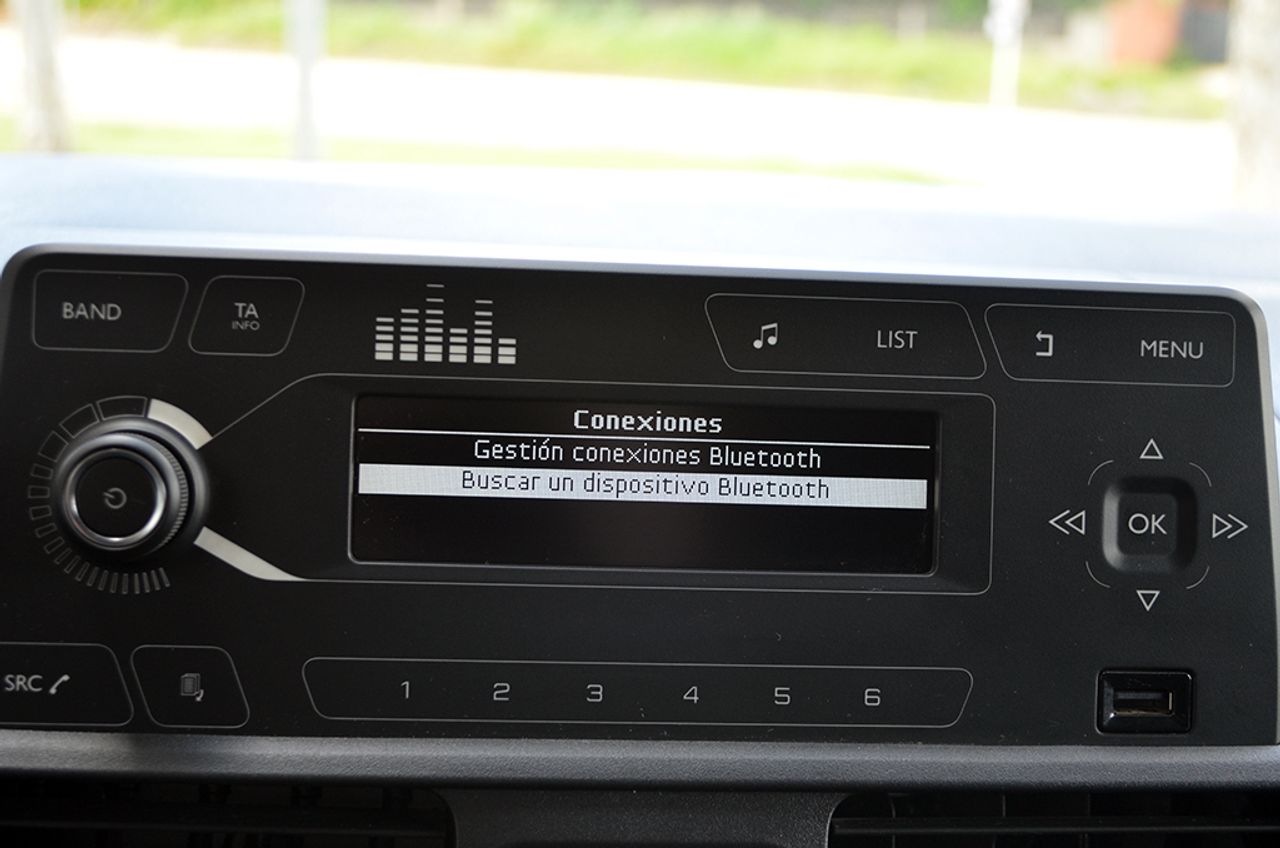 BAND
TA
INFO
LIST
MENU
Conexiones
Gestión conexiones Bluetooth
Buscar un dispositivo Bluetooth
OK
SRC
1 2 3 4 5 6